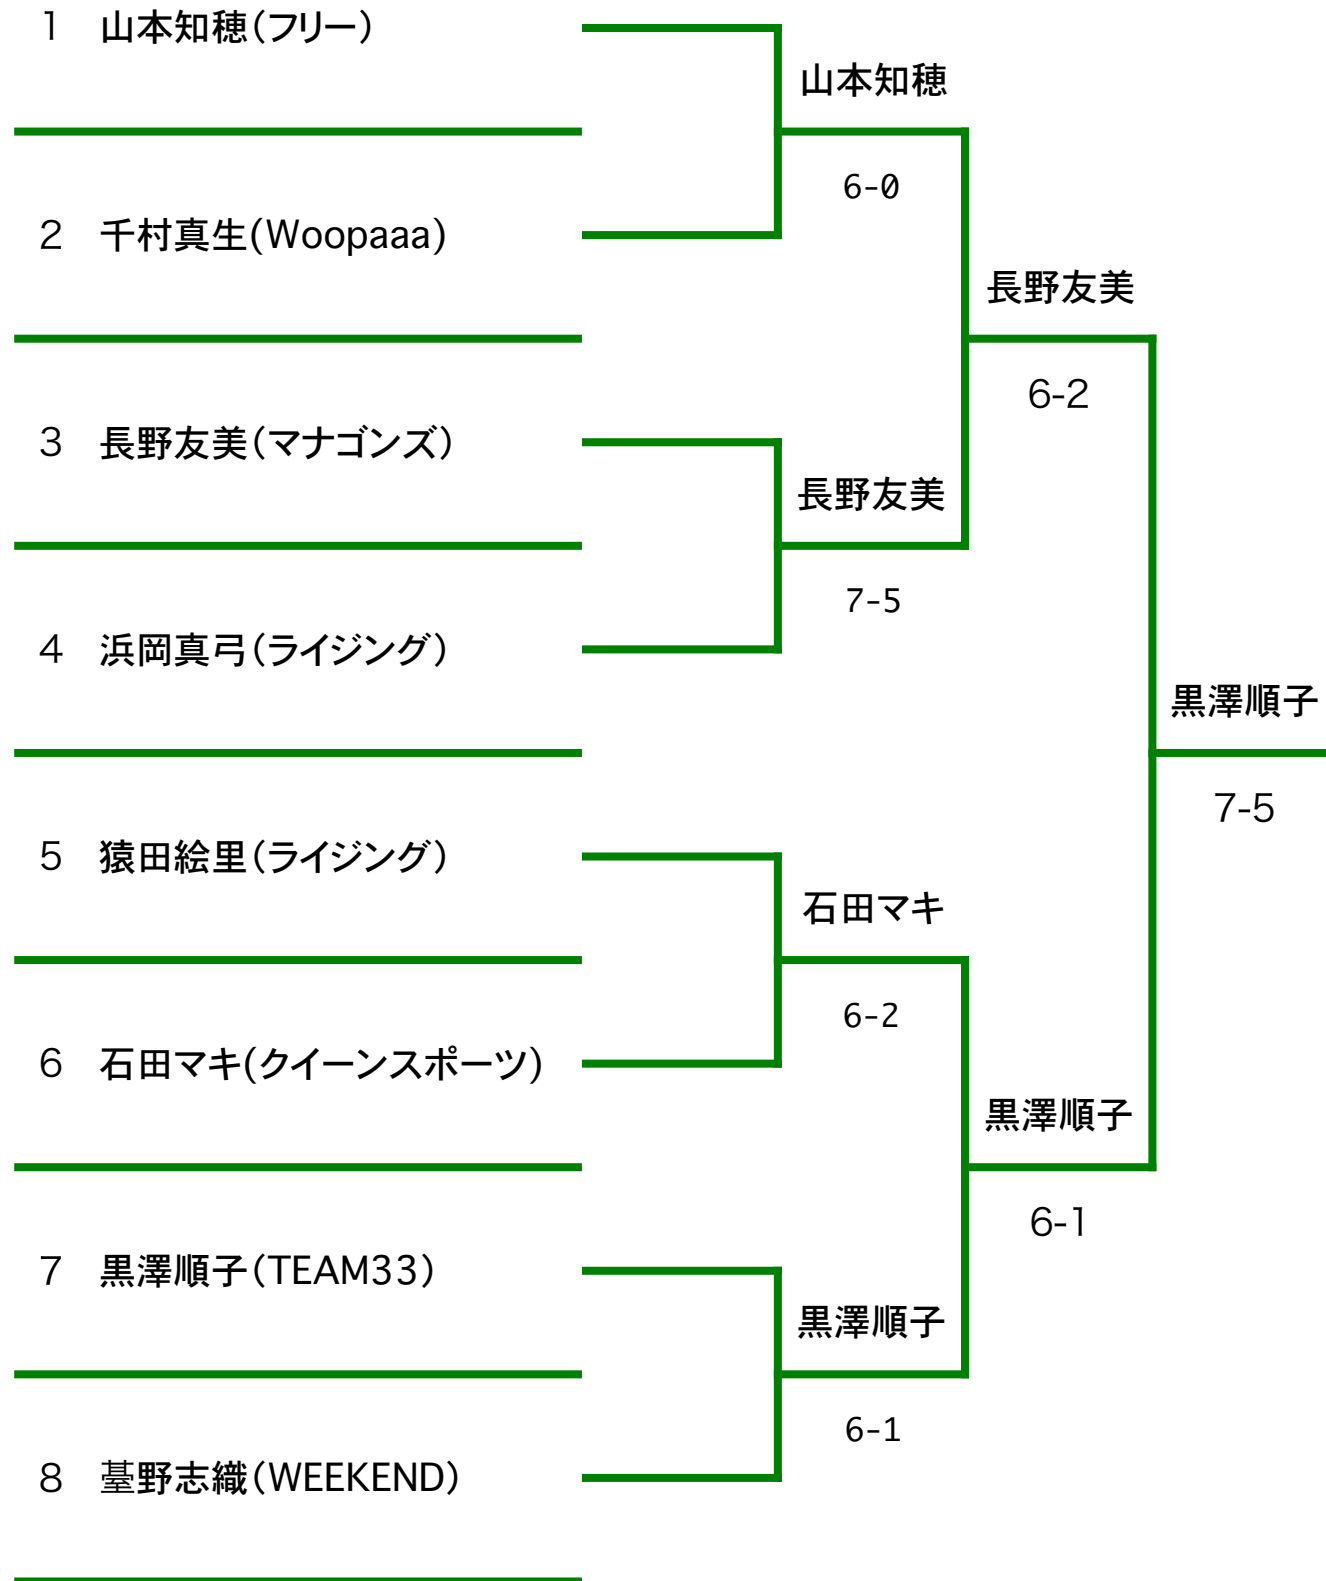 1 山本知穂(フリー)
山本知穂
6-0
2 千村真生(Woopaaa)
長野友美
6-2
3 長野友美(マナゴンズ)
長野友美
7-5
4 浜岡真弓(ライジング)
黒澤順子
7-5
5 猿田絵里(ライジング)
石田マキ
6-2
6 石田マキ(クイーンスポーツ)
黒澤順子
6-1
7 黒澤順子(TEAM33)
黒澤順子
6-1
8 薹野志織(WEEKEND)